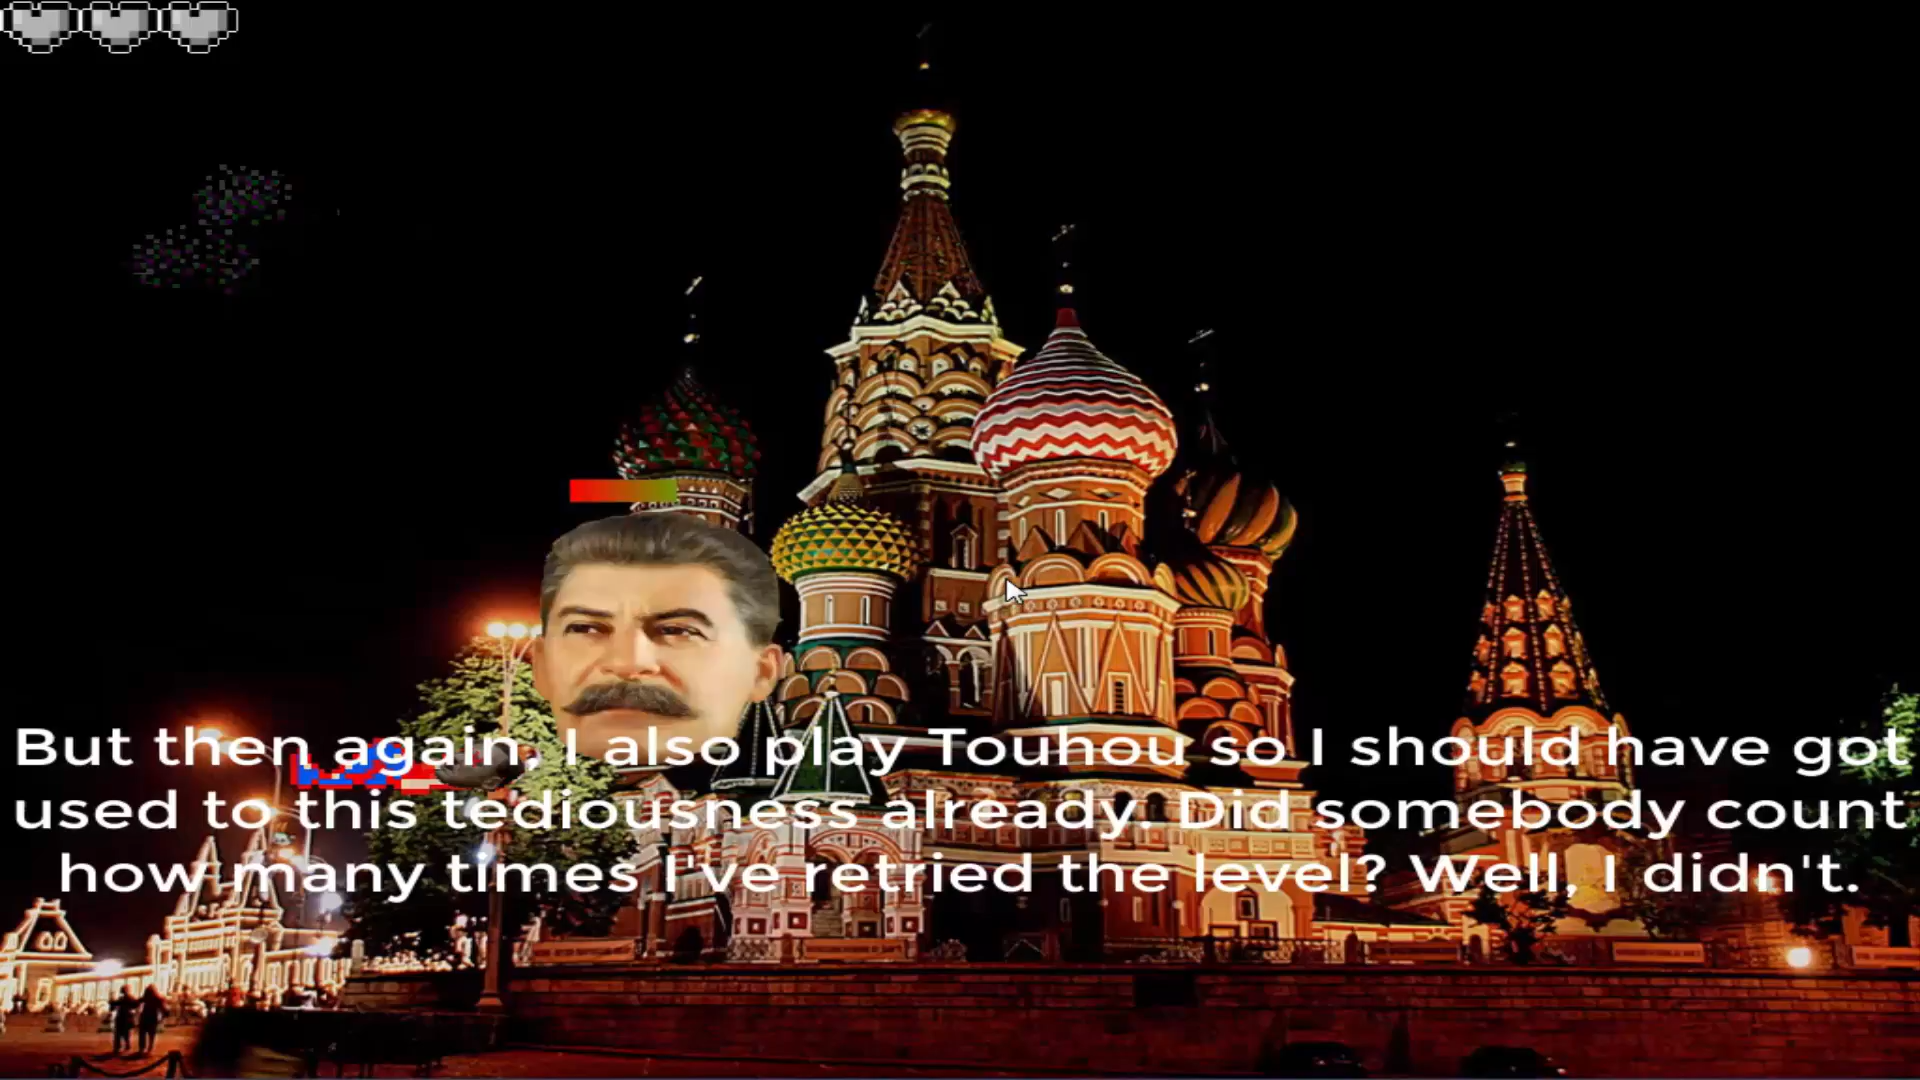 But then again, I also play Touhou so I should have got
used to this tediousness already. Did somebody count
how many times I've retried the level? Well, I didn't.